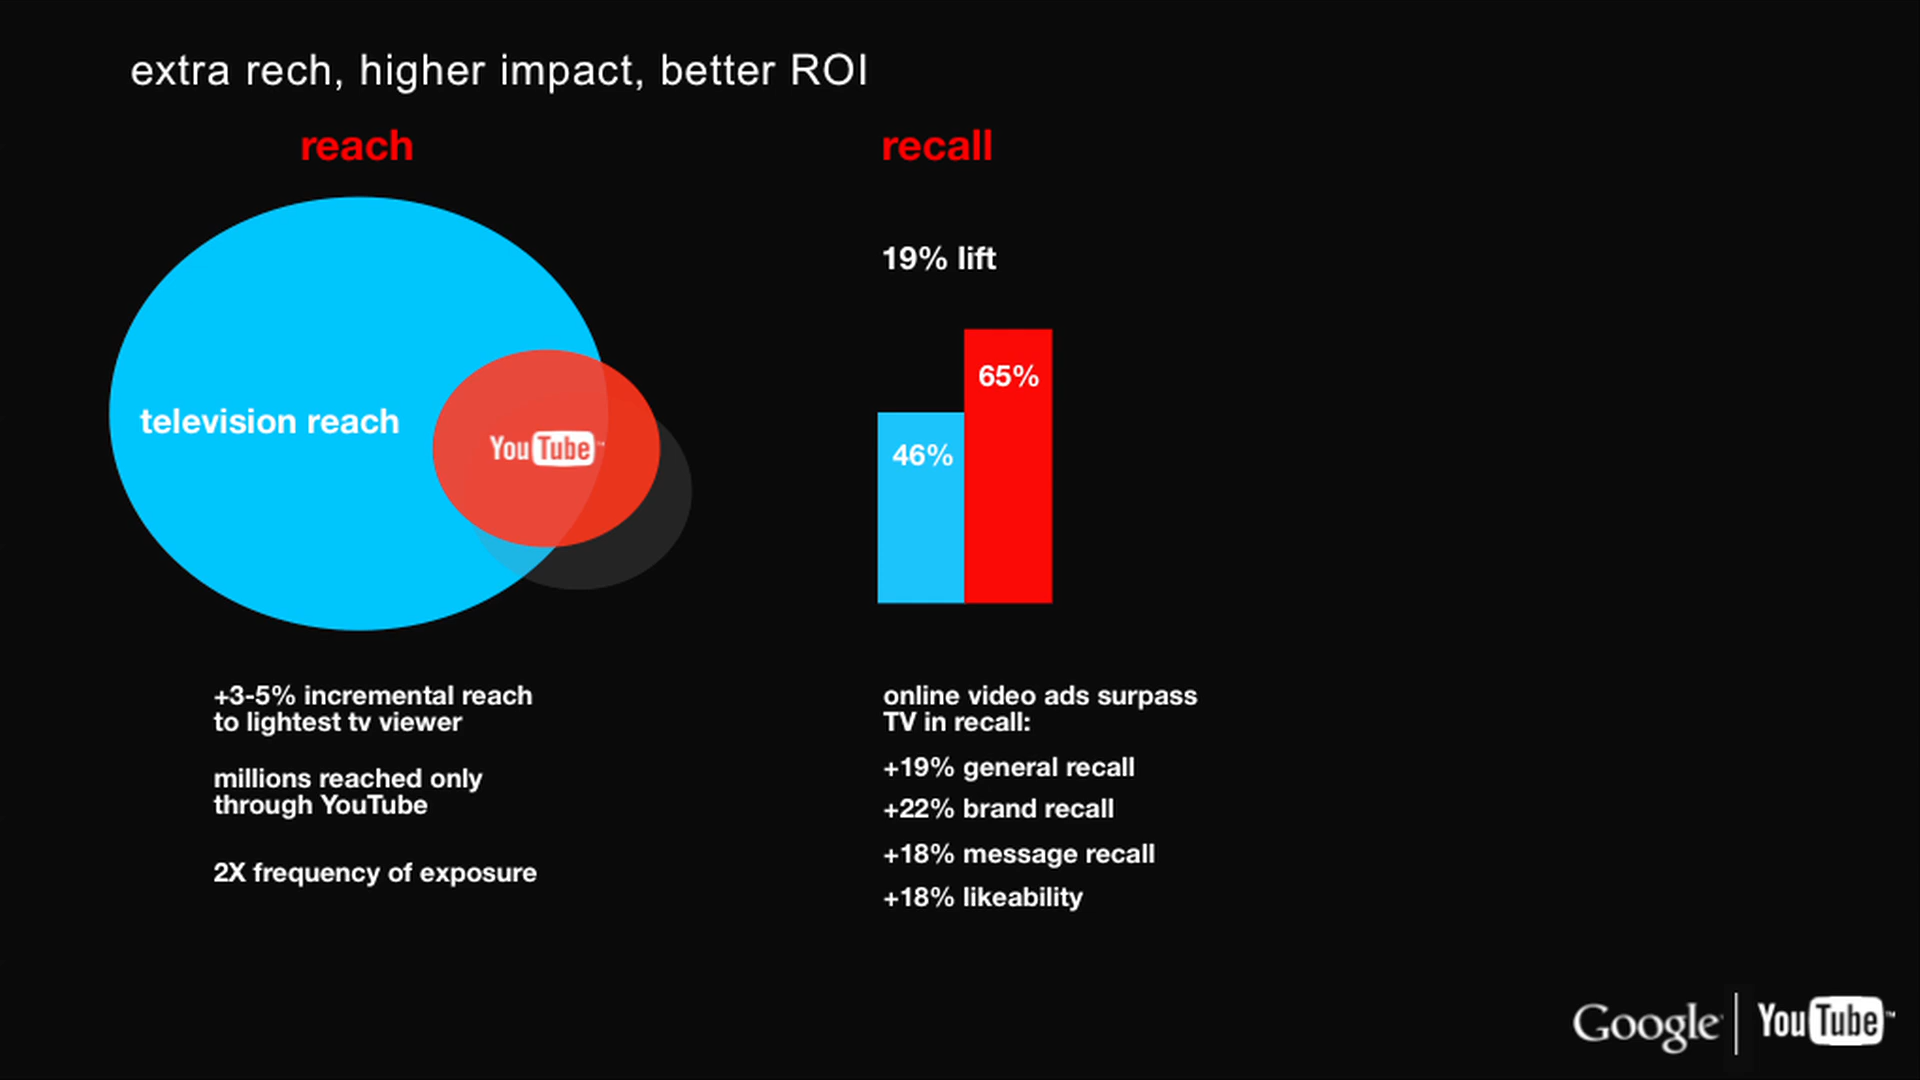 extra rech, higher impact, better ROI
reach
television reach
YouTube™
+3-5% incremental reach
to lightest tv viewer
millions reached only
through YouTube
2X frequency of exposure
recall
19% lift
46%
65%
online video ads surpass
TV in recall:
+19% general recall
+22% brand recall
+18% message recall
+18% likeability
Google | YouTube™